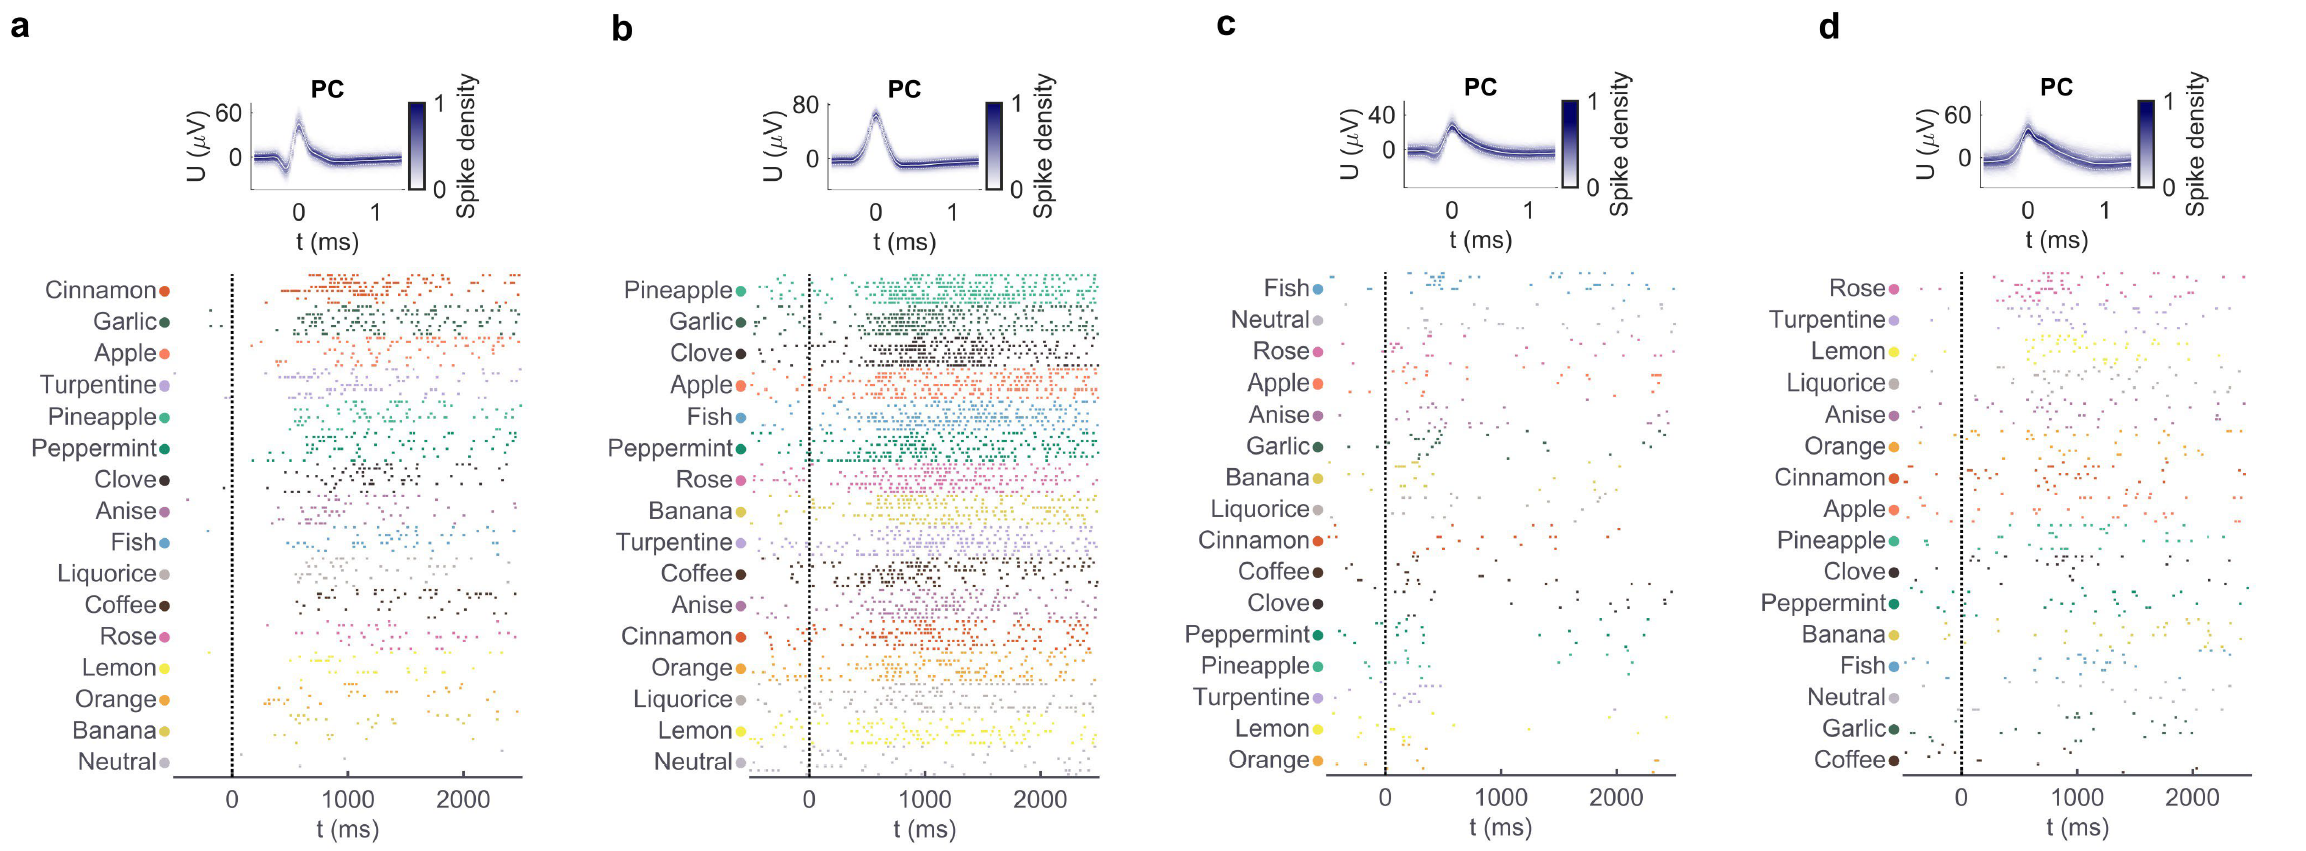 a
PC
U (μV)
60
0
0
1
t (ms)
1
0
Spike density
Cinnamon
Garlic
Apple
Turpentine
Pineapple
Peppermint
Clove
Anise
Fish
Liquorice
Coffee
Rose
Lemon
Orange
Banana
Neutral
0
1000
2000
t (ms)
b
PC
U (μV)
80
0
0
1
t (ms)
1
0
Spike density
Pineapple
Garlic
Clove
Apple
Fish
Peppermint
Rose
Banana
Turpentine
Coffee
Anise
Cinnamon
Orange
Liquorice
Lemon
Neutral
0
1000
2000
t (ms)
c
PC
U (μV)
40
0
0
1
t (ms)
1
0
Spike density
Fish
Neutral
Rose
Apple
Anise
Garlic
Banana
Liquorice
Cinnamon
Coffee
Clove
Peppermint
Pineapple
Turpentine
Lemon
Orange
0
1000
2000
t (ms)
d
PC
U (μV)
60
0
0
1
t (ms)
1
0
Spike density
Rose
Turpentine
Lemon
Liquorice
Anise
Orange
Cinnamon
Apple
Pineapple
Clove
Peppermint
Banana
Fish
Neutral
Garlic
Coffee
0
1000
2000
t (ms)